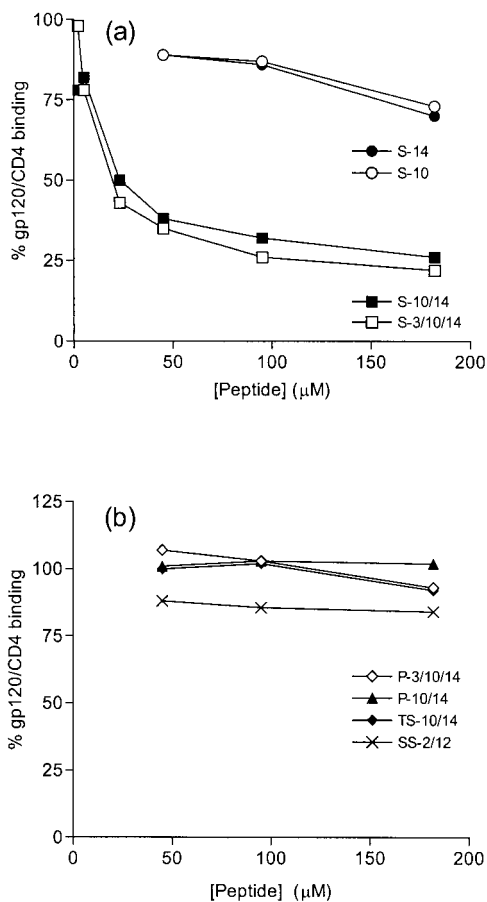 (a)
% gp120/CD4 binding
100
75
50
25
0
S-14
S-10
S-10/14
S-3/10/14
0 50 100 150 200
[Peptide] (μM)
(b)
% gp120/CD4 binding
125
100
75
50
25
0
P-3/10/14
P-10/14
TS-10/14
SS-2/12
0 50 100 150 200
[Peptide] (μM)